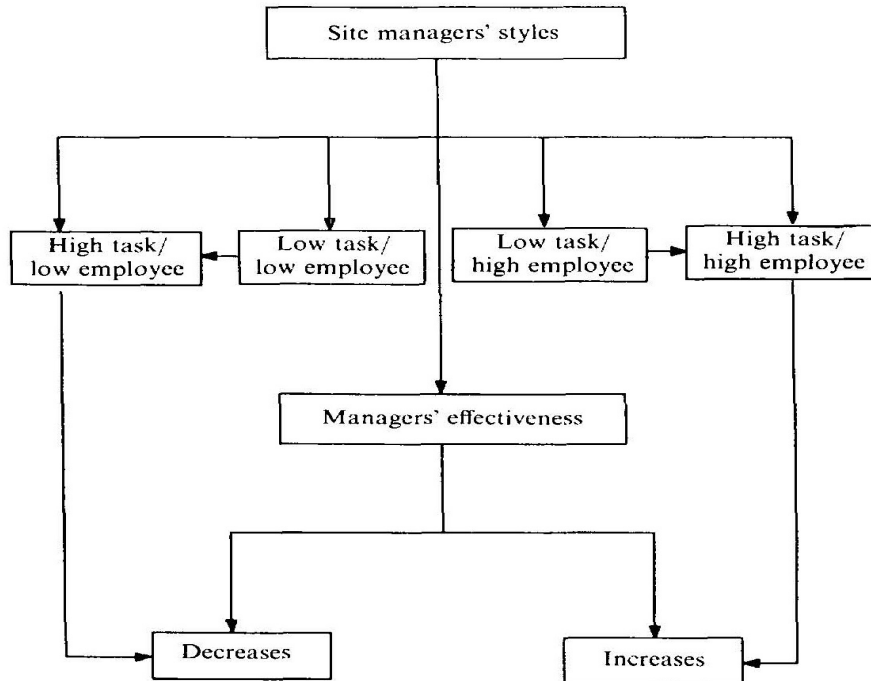 Site managers' styles
High task/
low employee
Low task/
low employee
Low task/
high employee
High task/
high employee
Managers' effectiveness
Decreases
Increases